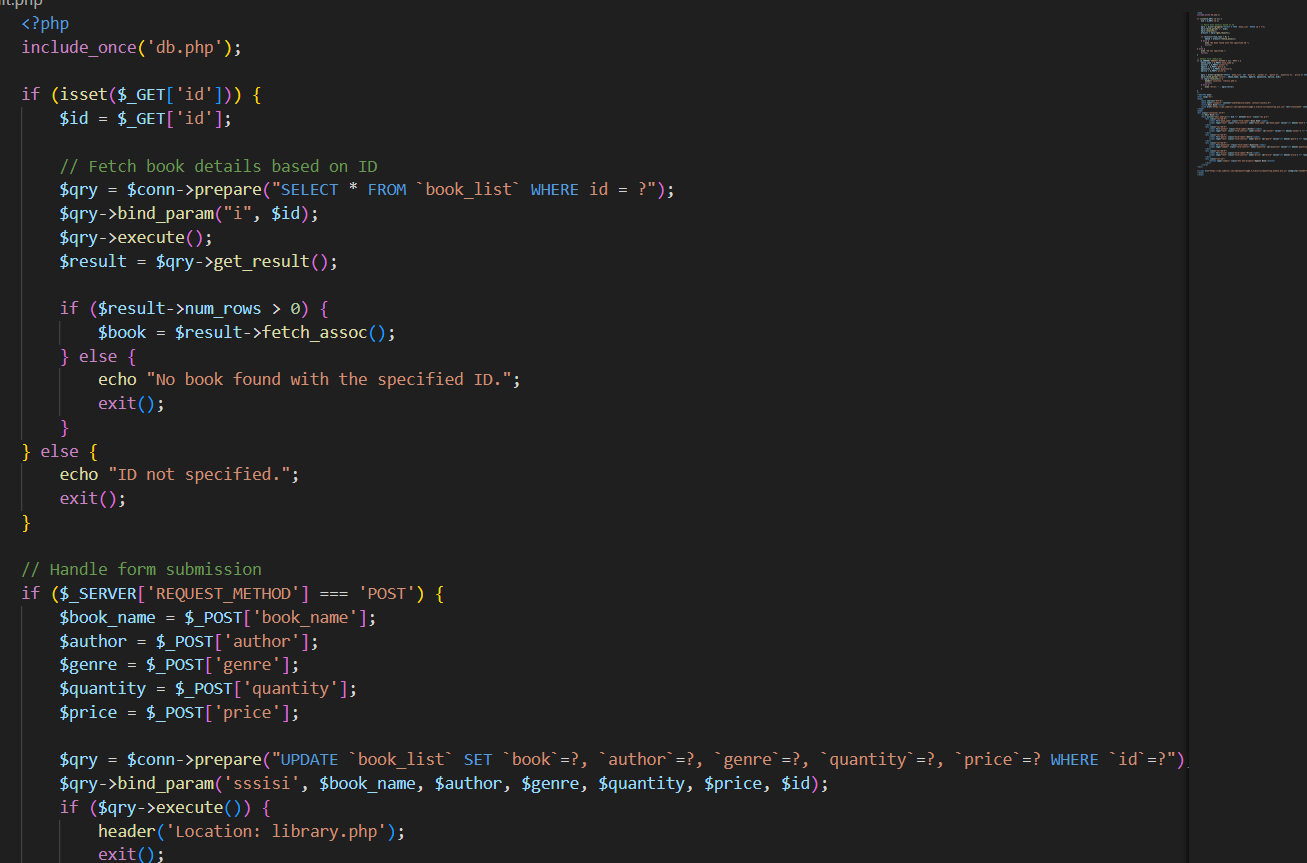 <?php
include_once('db.php');
if (isset($_GET['id'])) {
    $id = $_GET['id'];
    // Fetch book details based on ID
    $qry = $conn->prepare("SELECT * FROM `book_list` WHERE id = ?");
    $qry->bind_param("i", $id);
    $qry->execute();
    $result = $qry->get_result();
    if ($result->num_rows > 0) {
        $book = $result->fetch_assoc();
    } else {
        echo "No book found with the specified ID.";
        exit();
    }
} else {
    echo "ID not specified.";
    exit();
}
// Handle form submission
if ($_SERVER['REQUEST_METHOD'] === 'POST') {
    $book_name = $_POST['book_name'];
    $author = $_POST['author'];
    $genre = $_POST['genre'];
    $quantity = $_POST['quantity'];
    $price = $_POST['price'];
    $qry = $conn->prepare("UPDATE `book_list` SET `book`=?, `author`=?, `genre`=?, `quantity`=?, `price`=? WHERE `id`=?")
    $qry->bind_param('sssisi', $book_name, $author, $genre, $quantity, $price, $id);
    if ($qry->execute()) {
        header('Location: library.php');
        exit();